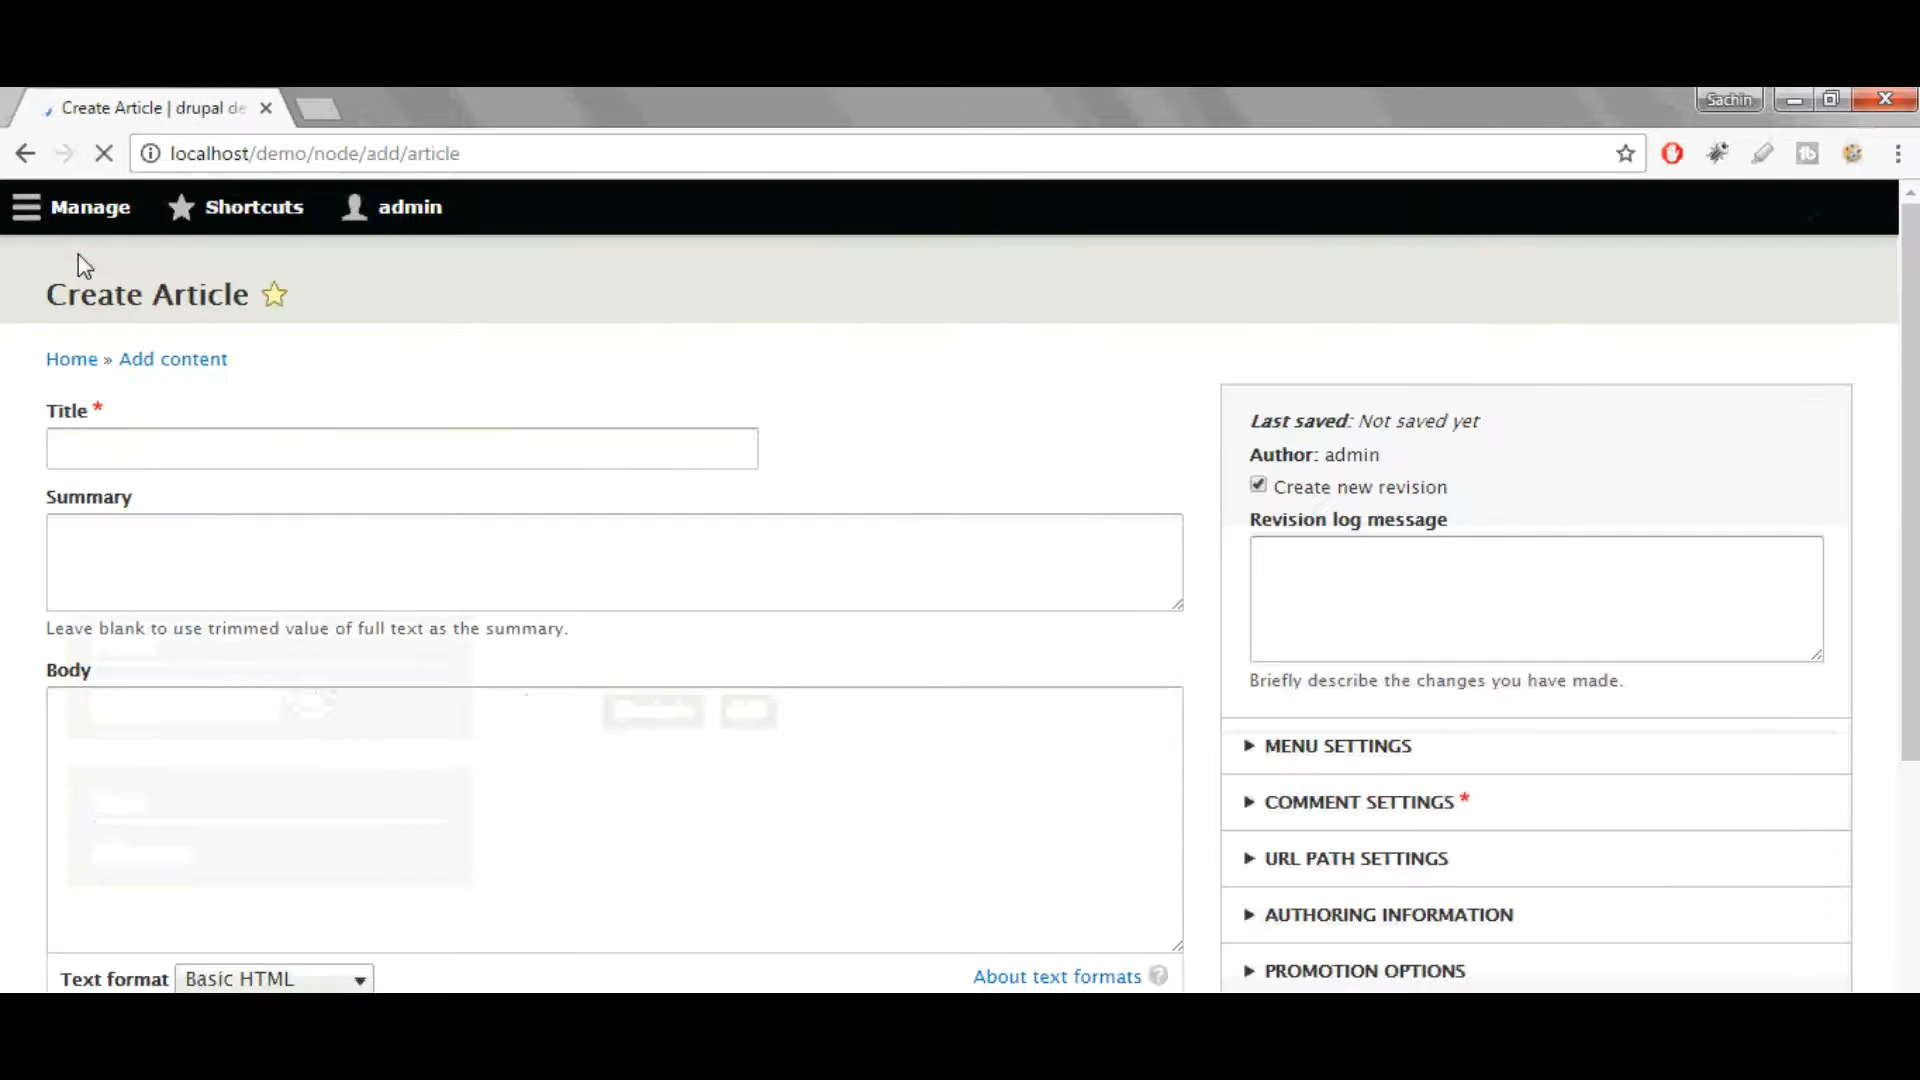 Create Article | drupal de
Sachin
localhost/demo/node/add/article
Manage
Shortcuts
admin
Create Article
Home » Add content
Title *
Summary
Leave blank to use trimmed value of full text as the summary.
Body
Text format Basic HTML
About text formats ?
Last saved: Not saved yet
Author: admin
Create new revision
Revision log message
Briefly describe the changes you have made.
MENU SETTINGS
COMMENT SETTINGS *
URL PATH SETTINGS
AUTHORING INFORMATION
PROMOTION OPTIONS